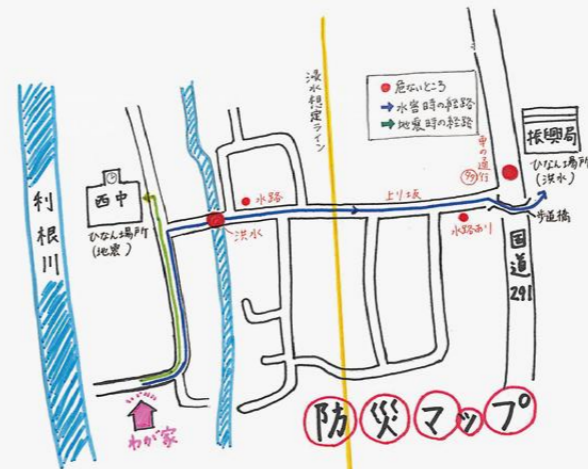 浸水想定ライン
危ないところ
水害時の経路
地震時の経路
振興局
ひなん場所
(洪水)
車の通行
多
利根川
西中
ひなん場所
(地震)
水路
洪水
上り坂
水路あり
歩道橋
国道
291
わが家
防災マップ